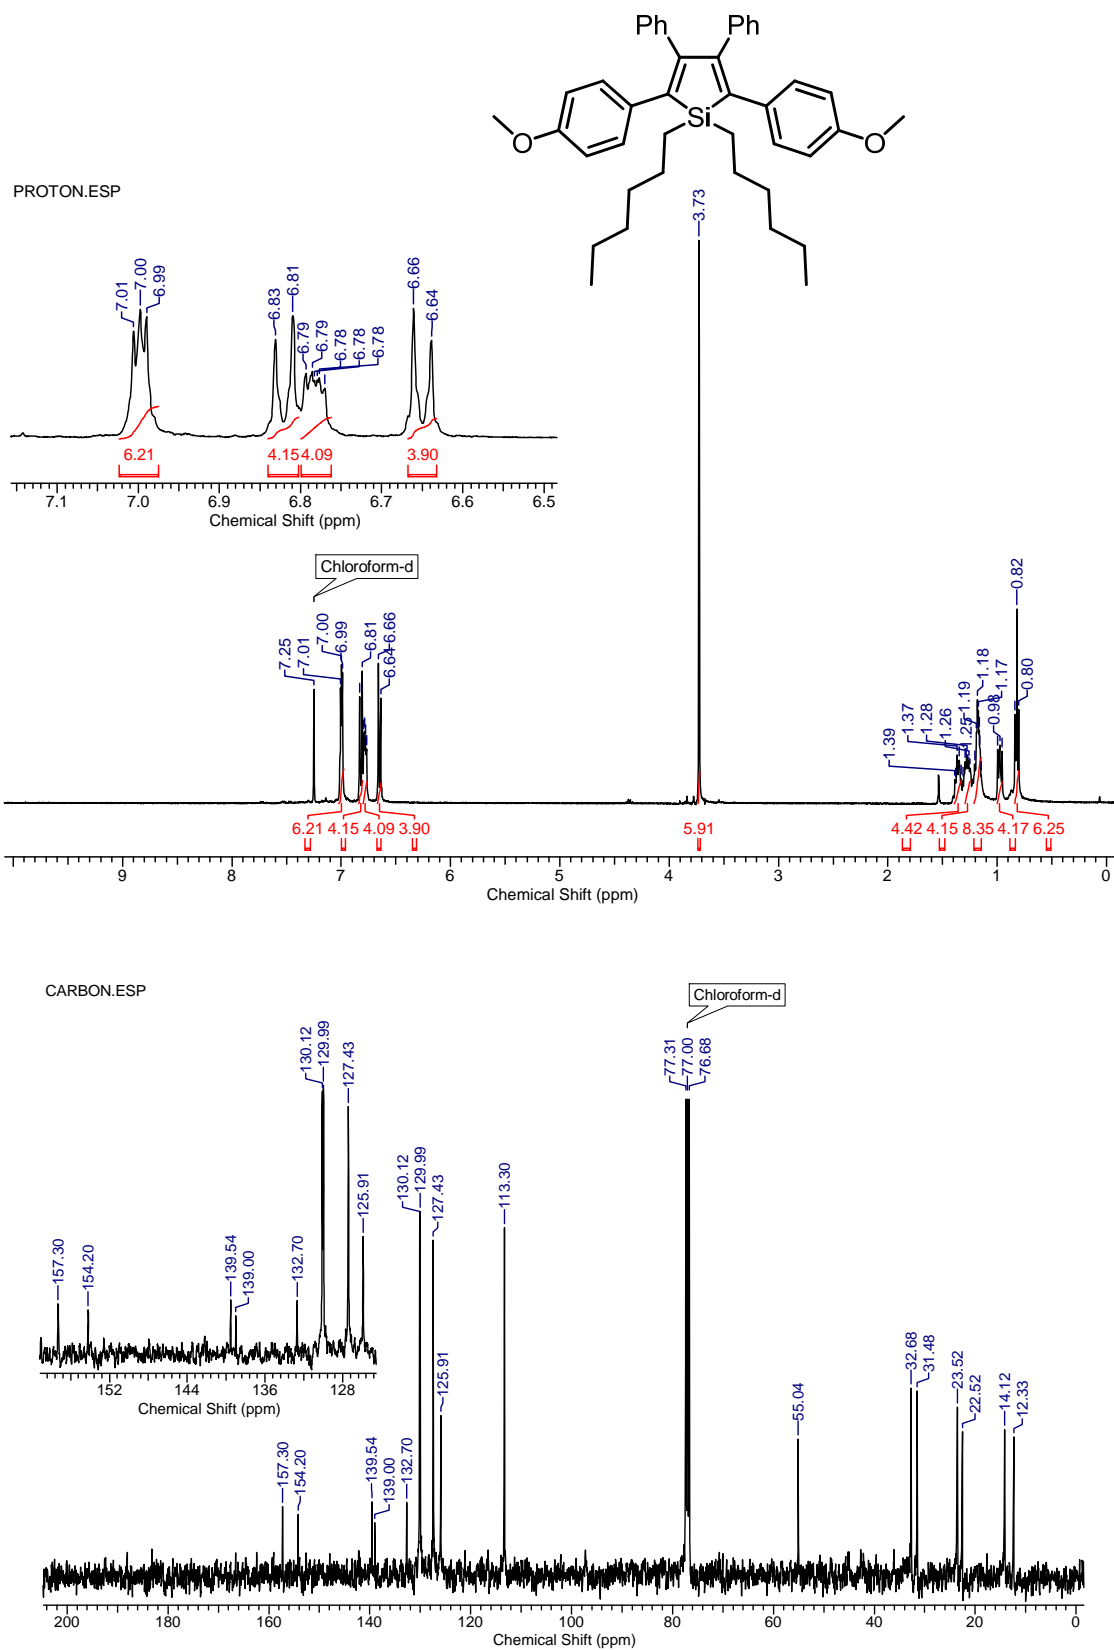 Ph Ph
Si
O O
PROTON.ESP
3.73
7.01 7.00 6.99 6.83 6.81 6.79 6.79 6.78 6.78 6.78 6.66 6.64
6.21 4.15 4.09 3.90
7.1 7.0 6.9 6.8 6.7 6.6 6.5
Chemical Shift (ppm)
Chloroform-d
7.25 7.01 7.00 6.99 6.81 6.66 6.64 1.39 1.37 1.28 1.26 1.25 1.19 1.18 1.17 0.98 0.82 0.80
6.21 4.15 4.09 3.90 5.91 4.42 4.15 8.35 4.17 6.25
9 8 7 6 5 4 3 2 1 0
Chemical Shift (ppm)
CARBON.ESP
Chloroform-d
157.30 154.20 139.54 139.00 132.70 130.12 129.99 127.43 125.91
152 144 136 128
Chemical Shift (ppm)
157.30 154.20 139.54 139.00 132.70 130.12 129.99 127.43 125.91 113.30 77.31 77.00 76.68 55.04 32.68 31.48 23.52 22.52 14.12 12.33
200 180 160 140 120 100 80 60 40 20 0
Chemical Shift (ppm)